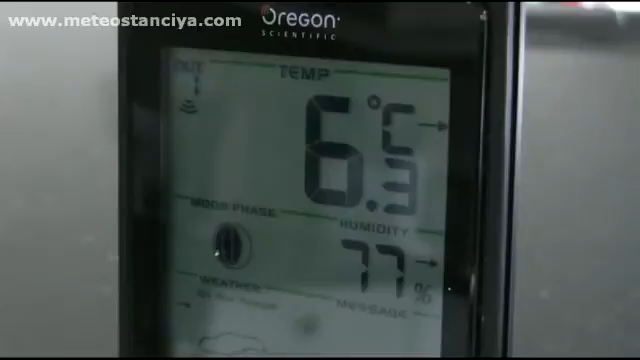 www.meteostanciya.com
Oregon
SCIENTIFIC
OUT
TEMP
6.3 °C
MOON PHASE
HUMIDITY
77 %
WEATHER
MESSAGE